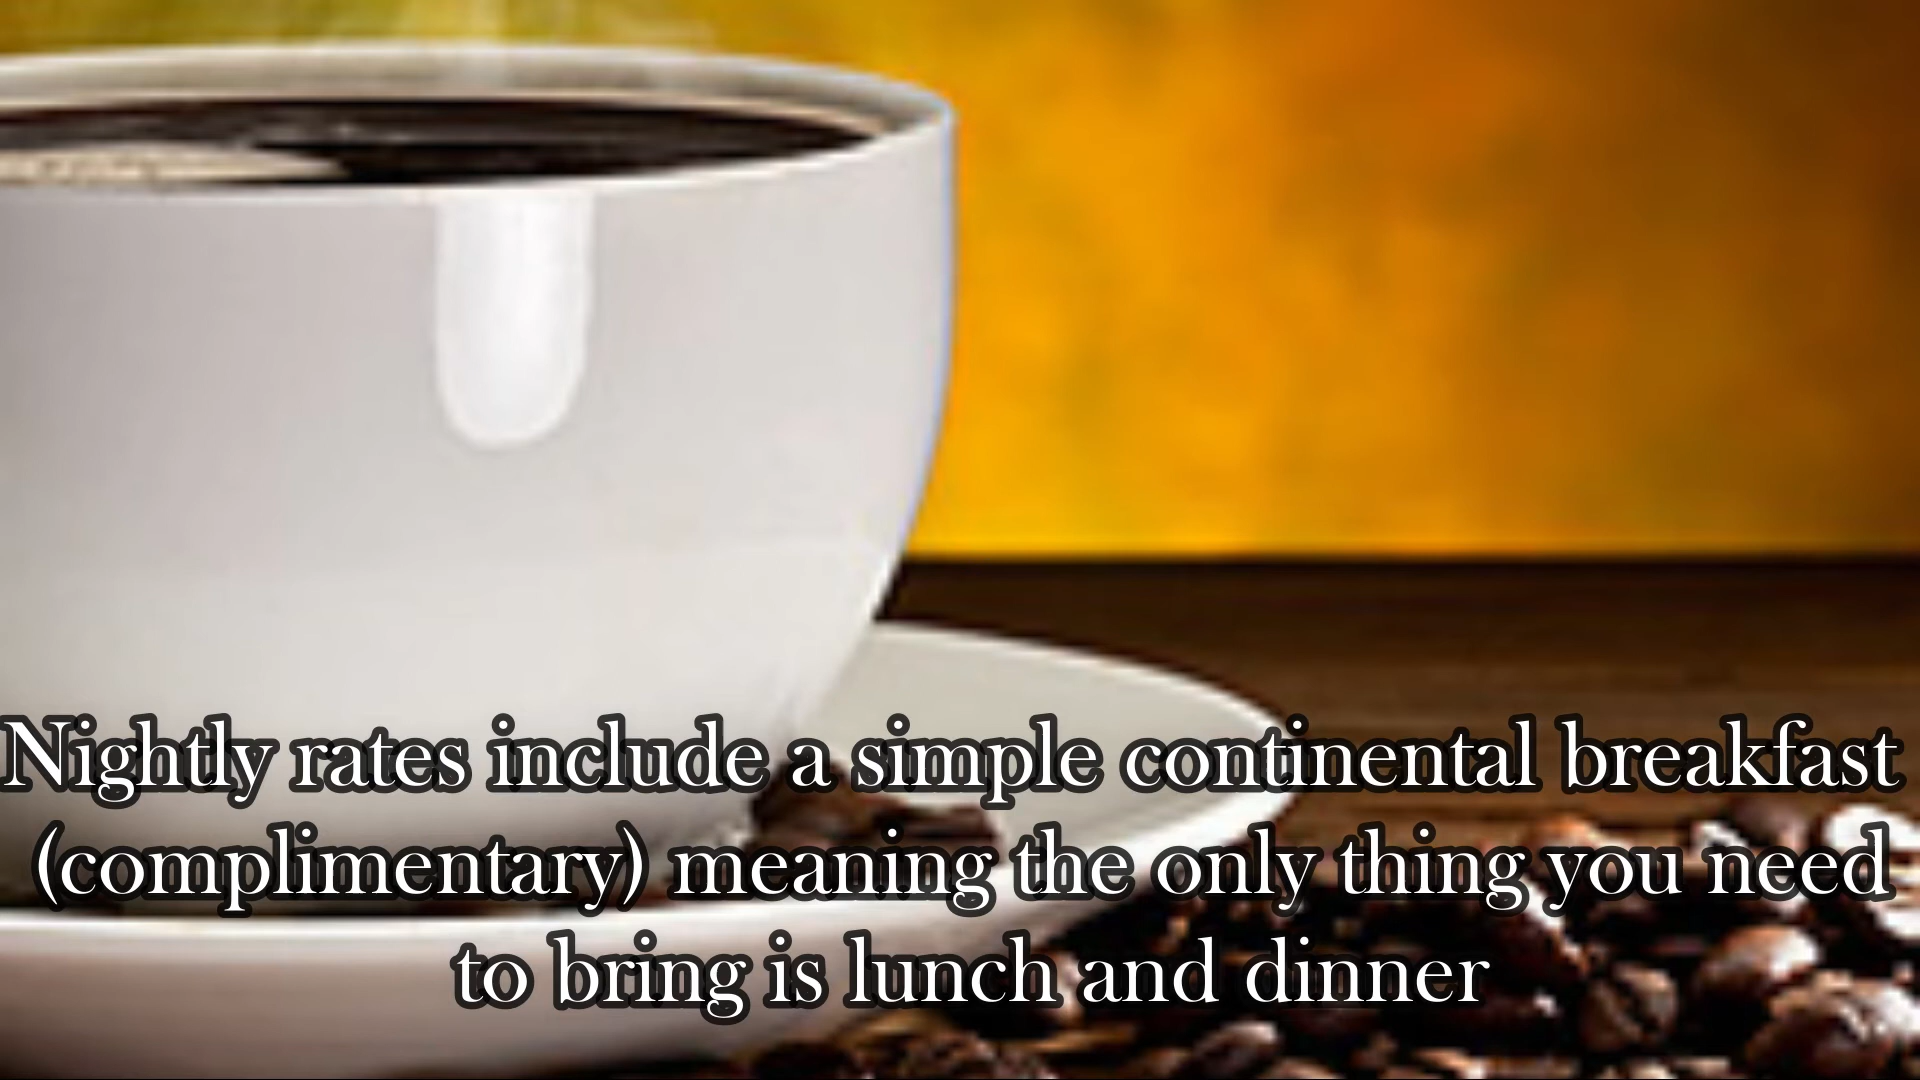 Nightly rates include a simple continental breakfast
(complimentary) meaning the only thing you need
to bring is lunch and dinner